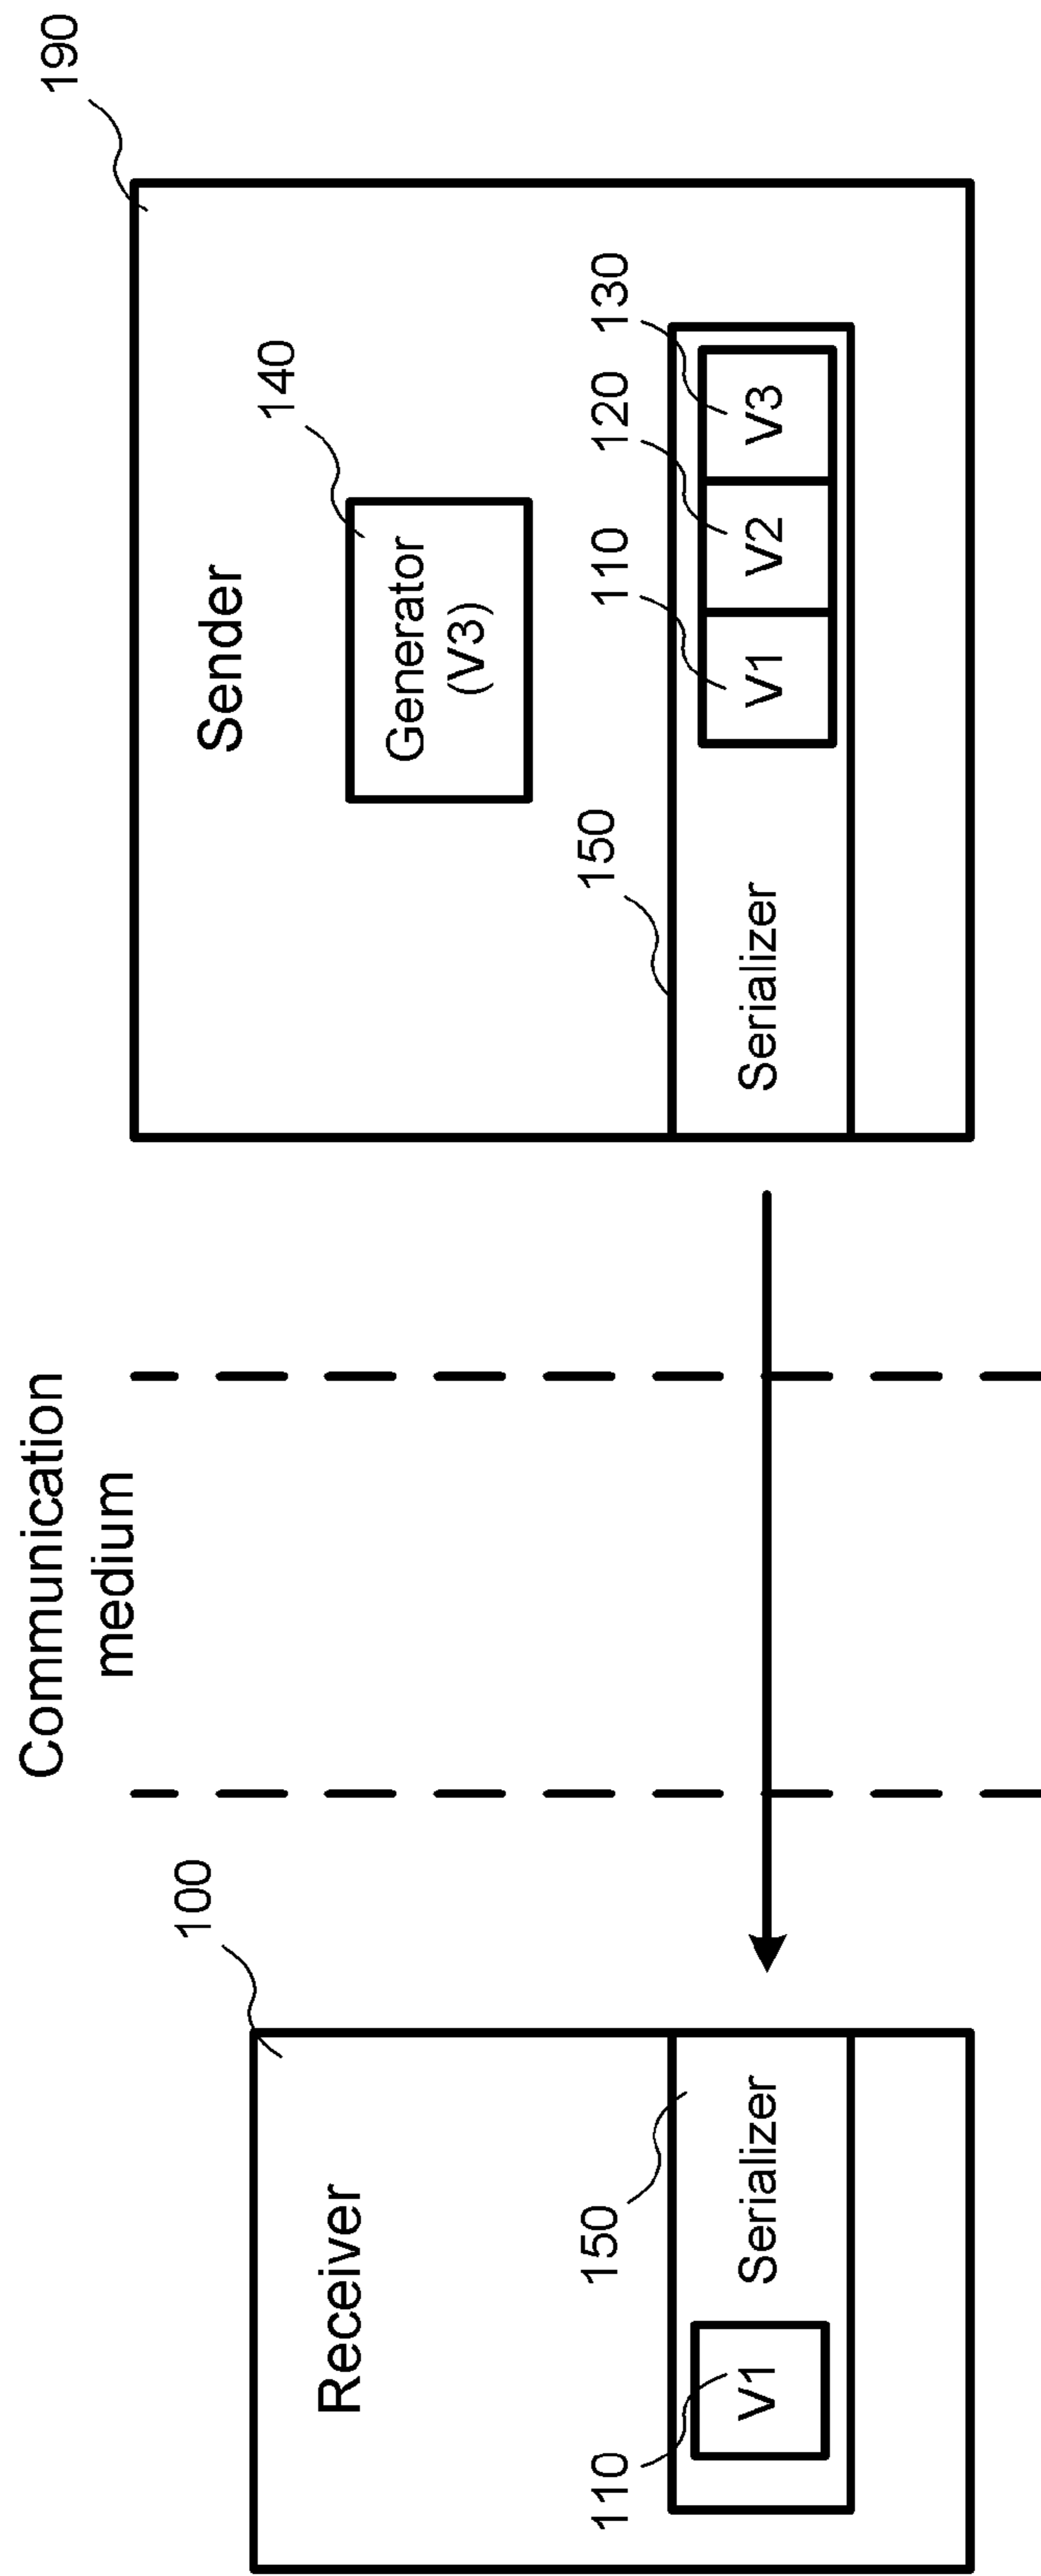 Communication
medium
190
Sender
140
Generator
(V3)
150
110
120
130
Serializer
V1
V2
V3
100
Receiver
110
150
V1
Serializer